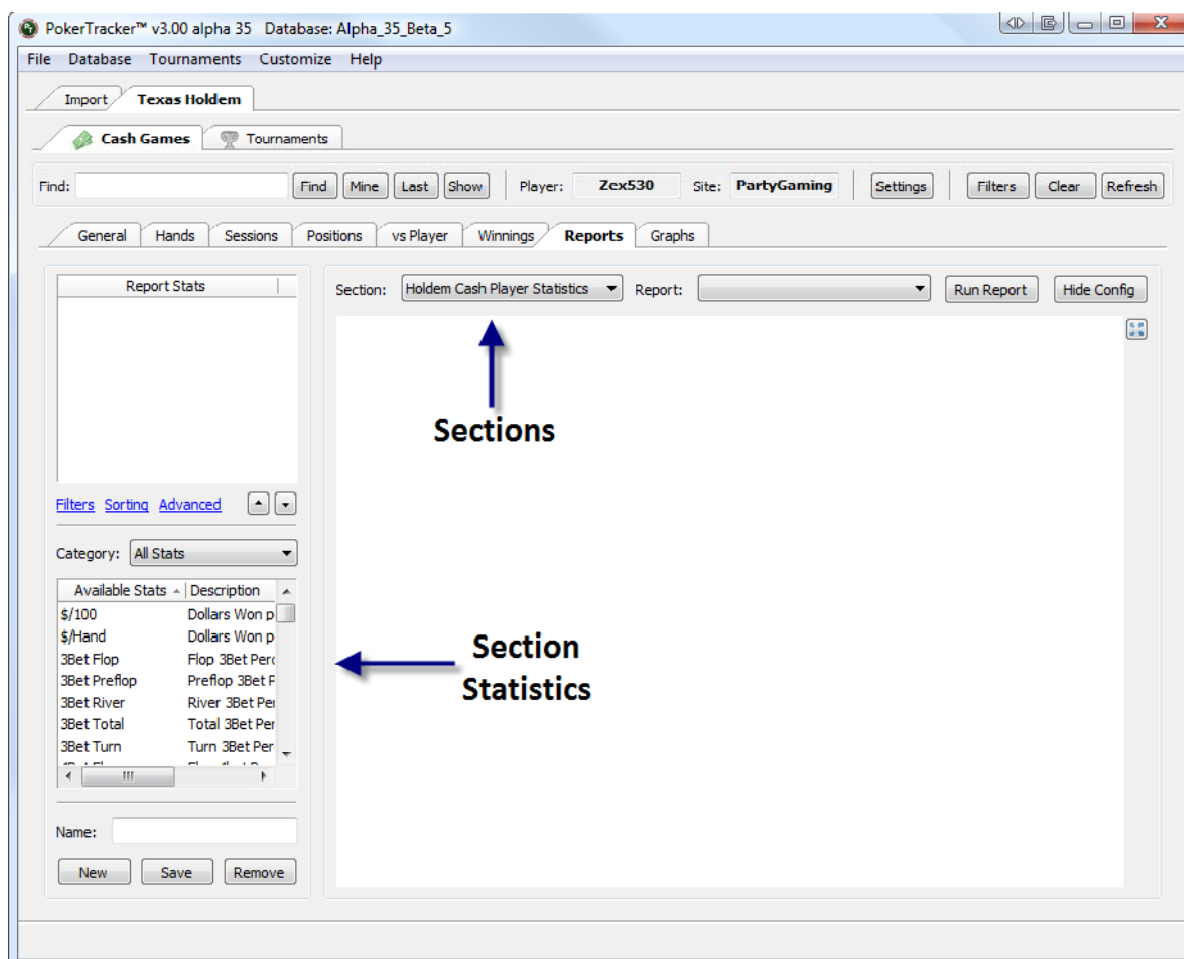 PokerTracker™ v3.00 alpha 35 Database: Alpha_35_Beta_5
File Database Tournaments Customize Help
Import Texas Holdem
Cash Games Tournaments
Find: Find Mine Last Show Player: Zex530 Site: PartyGaming Settings Filters Clear Refresh
General Hands Sessions Positions vs Player Winnings Reports Graphs
Report Stats
Section: Holdem Cash Player Statistics Report: Run Report Hide Config
Sections
Filters Sorting Advanced
Category: All Stats
Available Stats Description
$/100 Dollars Won p
$/Hand Dollars Won p
3Bet Flop Flop 3Bet Perc
3Bet Preflop Preflop 3Bet P
3Bet River River 3Bet Per
3Bet Total Total 3Bet Per
3Bet Turn Turn 3Bet Per
Section
Statistics
Name:
New Save Remove